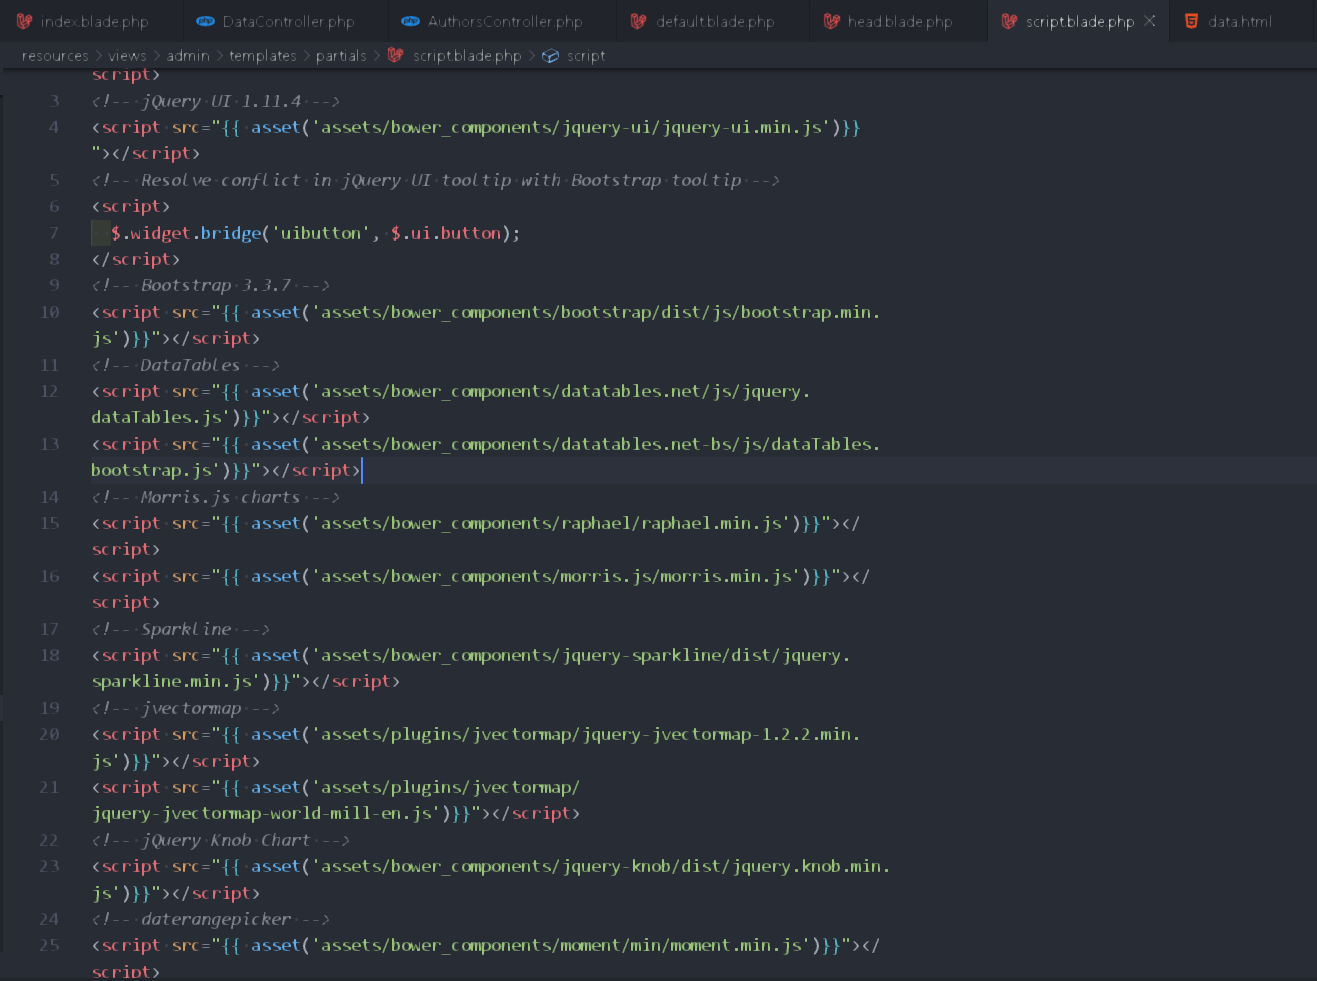 index.blade.php DataController.php AuthorsController.php default.blade.php head.blade.php script.blade.php data.html
resources > views > admin > templates > partials > script.blade.php > script
script>
3 <!-- jQuery UI 1.11.4 -->
4 <script src="{{ asset('assets/bower_components/jquery-ui/jquery-ui.min.js')}}
"></script>
5 <!-- Resolve conflict in jQuery UI tooltip with Bootstrap tooltip -->
6 <script>
7 $.widget.bridge('uibutton', $.ui.button);
8 </script>
9 <!-- Bootstrap 3.3.7 -->
10 <script src="{{ asset('assets/bower_components/bootstrap/dist/js/bootstrap.min.
js')}}"></script>
11 <!-- DataTables -->
12 <script src="{{ asset('assets/bower_components/datatables.net/js/jquery.
dataTables.js')}}"></script>
13 <script src="{{ asset('assets/bower_components/datatables.net-bs/js/dataTables.
bootstrap.js')}}"></script>
14 <!-- Morris.js charts -->
15 <script src="{{ asset('assets/bower_components/raphael/raphael.min.js')}}"></
script>
16 <script src="{{ asset('assets/bower_components/morris.js/morris.min.js')}}"></
script>
17 <!-- Sparkline -->
18 <script src="{{ asset('assets/bower_components/jquery-sparkline/dist/jquery.
sparkline.min.js')}}"></script>
19 <!-- jvectormap -->
20 <script src="{{ asset('assets/plugins/jvectormap/jquery-jvectormap-1.2.2.min.
js')}}"></script>
21 <script src="{{ asset('assets/plugins/jvectormap/
jquery-jvectormap-world-mill-en.js')}}"></script>
22 <!-- jQuery Knob Chart -->
23 <script src="{{ asset('assets/bower_components/jquery-knob/dist/jquery.knob.min.
js')}}"></script>
24 <!-- daterangepicker -->
25 <script src="{{ asset('assets/bower_components/moment/min/moment.min.js')}}"></
script>